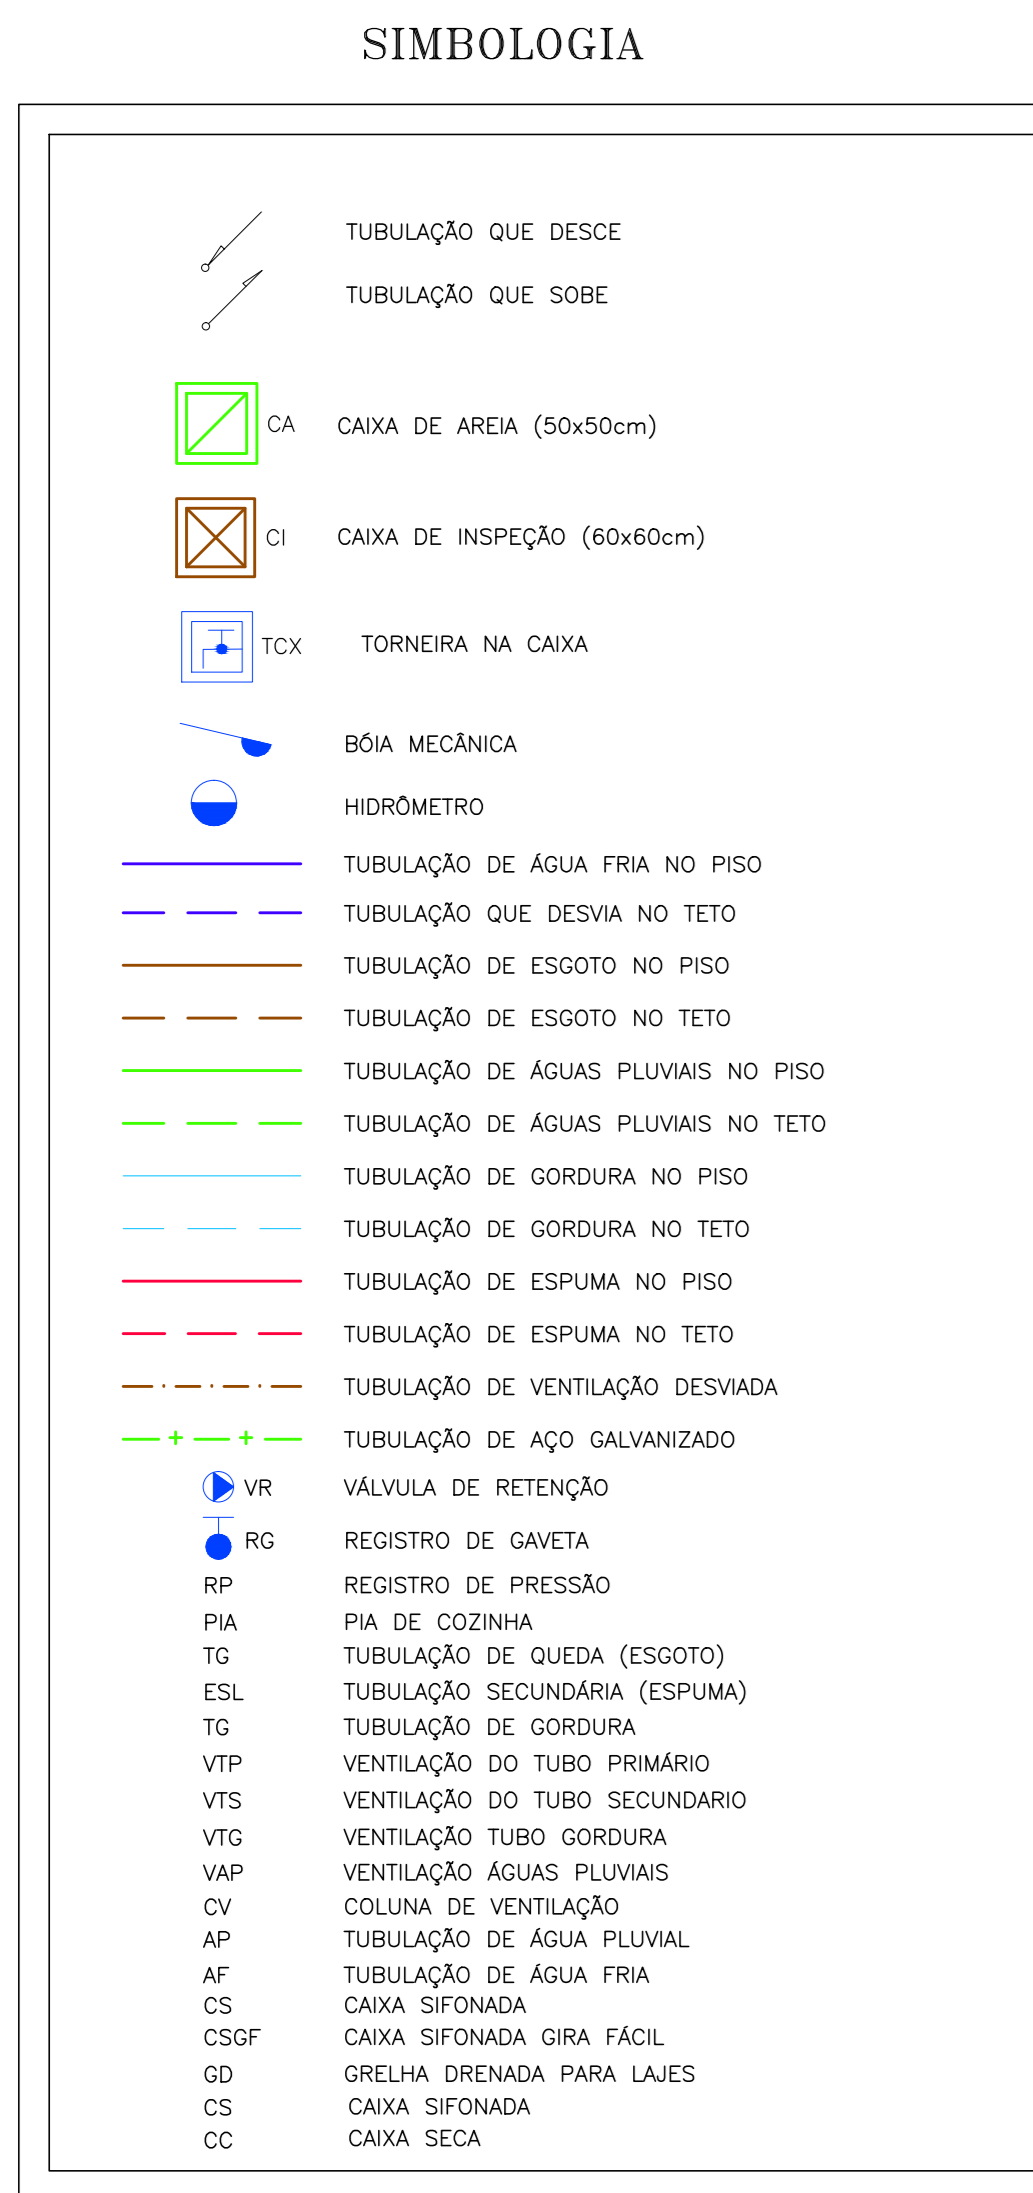 SIMBOLOGIA
TUBULAÇÃO QUE DESCE
TUBULAÇÃO QUE SOBE
CA CAIXA DE AREIA (50x50cm)
CI CAIXA DE INSPEÇÃO (60x60cm)
TCX TORNEIRA NA CAIXA
BÓIA MECÂNICA
HIDRÔMETRO
TUBULAÇÃO DE ÁGUA FRIA NO PISO
TUBULAÇÃO QUE DESVIA NO TETO
TUBULAÇÃO DE ESGOTO NO PISO
TUBULAÇÃO DE ESGOTO NO TETO
TUBULAÇÃO DE ÁGUAS PLUVIAIS NO PISO
TUBULAÇÃO DE ÁGUAS PLUVIAIS NO TETO
TUBULAÇÃO DE GORDURA NO PISO
TUBULAÇÃO DE GORDURA NO TETO
TUBULAÇÃO DE ESPUMA NO PISO
TUBULAÇÃO DE ESPUMA NO TETO
TUBULAÇÃO DE VENTILAÇÃO DESVIADA
TUBULAÇÃO DE AÇO GALVANIZADO
VR VÁLVULA DE RETENÇÃO
RG REGISTRO DE GAVETA
RP REGISTRO DE PRESSÃO
PIA PIA DE COZINHA
TG TUBULAÇÃO DE QUEDA (ESGOTO)
ESL TUBULAÇÃO SECUNDÁRIA (ESPUMA)
TG TUBULAÇÃO DE GORDURA
VTP VENTILAÇÃO DO TUBO PRIMÁRIO
VTS VENTILAÇÃO DO TUBO SECUNDARIO
VTG VENTILAÇÃO TUBO GORDURA
VAP VENTILAÇÃO ÁGUAS PLUVIAIS
CV COLUNA DE VENTILAÇÃO
AP TUBULAÇÃO DE ÁGUA PLUVIAL
AF TUBULAÇÃO DE ÁGUA FRIA
CS CAIXA SIFONADA
CSGF CAIXA SIFONADA GIRA FÁCIL
GD GRELHA DRENADA PARA LAJES
CS CAIXA SIFONADA
CC CAIXA SECA